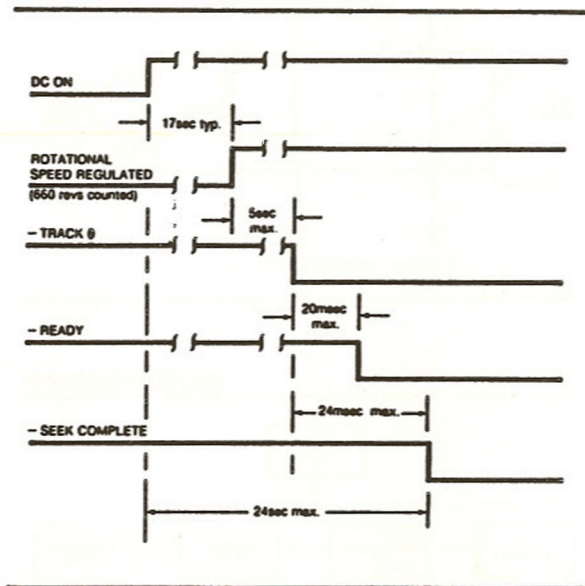 DC ON
17sec typ.
ROTATIONAL
SPEED REGULATED
(660 revs counted)
5sec
max.
– TRACK 0
20msec
max.
– READY
24msec max.
– SEEK COMPLETE
24sec max.